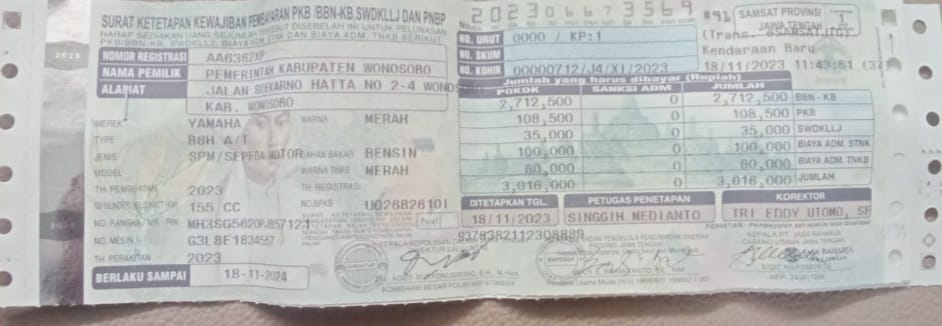 SURAT KETETAPAN KEWAJIBAN PEMBAYARAN PKB /BBN-KB,SWDKLLJ DAN PNBP
HARAP SEDIAKAN UANG SEJUMLAH TERSEBUT DISEBELAH INI UNTUK PELUNASAN
PKB/BBN-KB, SWDKLLJ, BIAYA ADM STNK DAN BIAYA ADM. TNKB BERIKUT:
NOMOR REGISTRASI AA6382XP
NAMA PEMILIK PEMERINTAH KABUPATEN WONOSOBO
ALAMAT JALAN SOEKARNO HATTA NO 2-4 WONOSOBO
KAB. WONOSOBO
MEREK YAMAHA WARNA MERAH
TYPE B6H A/T
JENIS SPM/SEPEDA MOTOR BAHAN BAKAR BENSIN
MODEL WARNA TNKB MERAH
TH. PEMBUATAN 2023 TH. REGISTRASI
155 CC NO.BPKB U02682610I
NO. RANGKA MH3SG5620PJ857121
NO. MESIN G3L8E1834557
TH. PERAKITAN 2023
BERLAKU SAMPAI 18-11-2024
No. 2023 06673569 #91
NO. URUT 0000 / KP:1
NO. SKUM
NO. KOHIR 00000712/J4/XI/2023
SAMSAT PROVINSI
JAWA TENGAH
Lembar 1
Kendaraan Baru
18/11/2023 11:43:51
Jumlah yang harus dibayar (Rupiah)
POKOK SANKSI ADM JUMLAH
2,712,500 0 2,712,500 BBN - KB
108,500 0 108,500 PKB
35,000 0 35,000 SWDKLLJ
100,000 0 100,000 BIAYA ADM. STNK
60,000 0 60,000 BIAYA ADM. TNKB
3,016,000 0 3,016,000 JUMLAH
DITETAPKAN TGL. PETUGAS PENETAPAN KOREKTOR
18/11/2023 SINGGIH MEDIANTO TRI EDDY UTOMO, SE
Paraf
9378382112308889